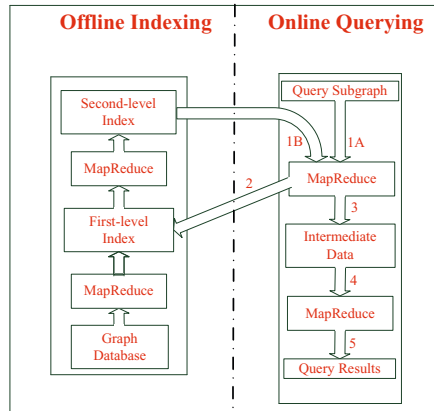 Offline Indexing
Online Querying
Second-level
Index
MapReduce
First-level
Index
MapReduce
Graph
Database
Query Subgraph
1B
1A
MapReduce
2
3
Intermediate
Data
4
MapReduce
5
Query Results